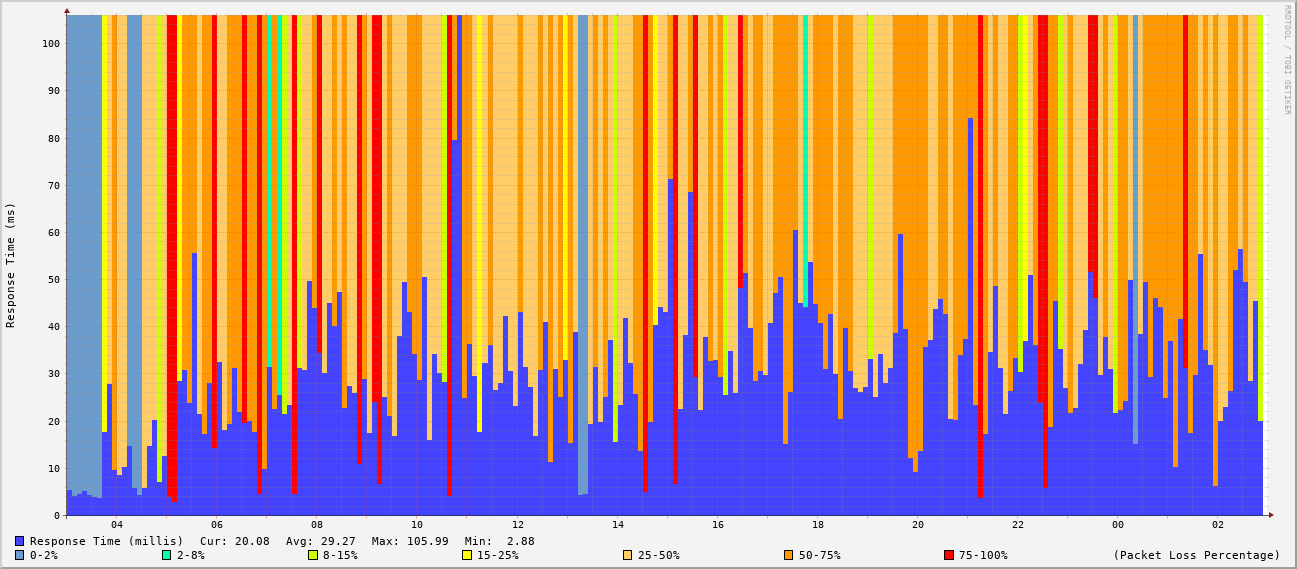 RRDTOOL / TOBI OETIKER
Response Time (ms)
100
90
80
70
60
50
40
30
20
10
0
04 06 08 10 12 14 16 18 20 22 00 02
Response Time (millis) Cur: 20.08 Avg: 29.27 Max: 105.99 Min: 2.88
0-2% 2-8% 8-15% 15-25% 25-50% 50-75% 75-100% (Packet Loss Percentage)